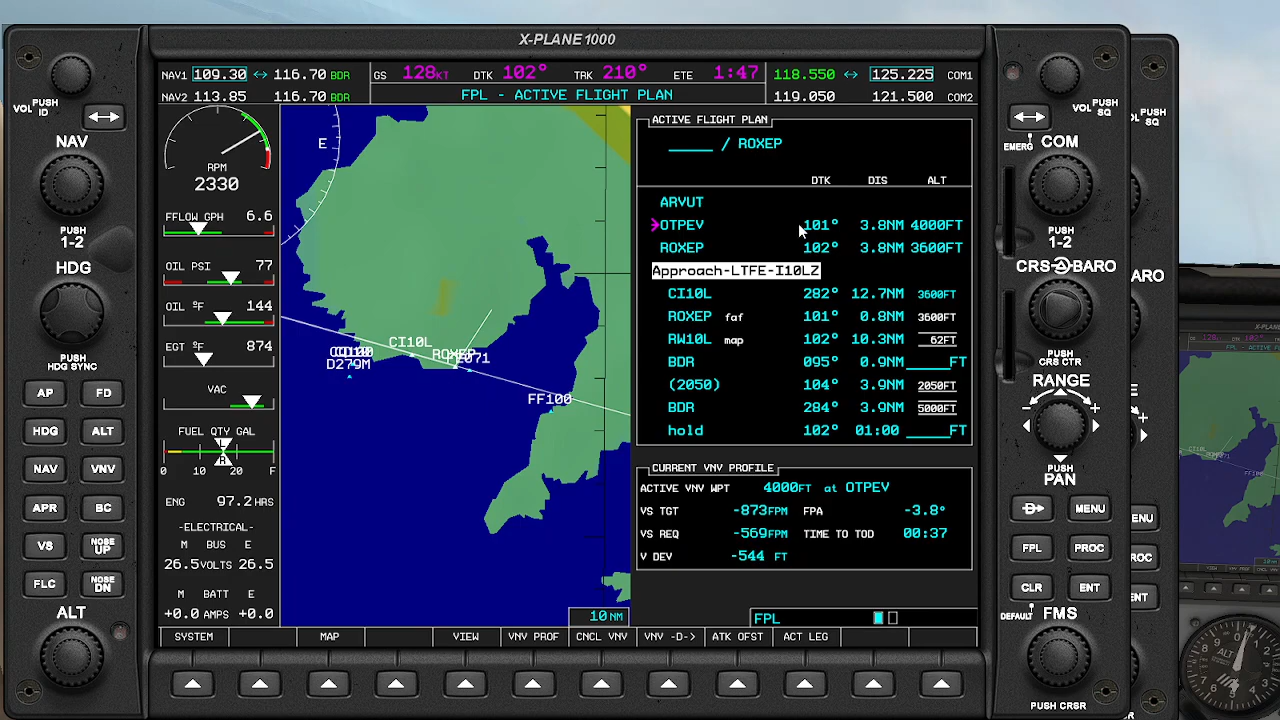 X-PLANE 1000
NAV1 109.30 ↔ 116.70 BDR
NAV2 113.85 116.70 BDR
GS 128KT DTK 102° TRK 210° ETE 1:47
FPL - ACTIVE FLIGHT PLAN
118.550 ↔ 125.225 COM1
119.050 121.500 COM2
VOL PUSH ID
NAV
PUSH 1-2
HDG
PUSH HDG SYNC
AP FD
HDG ALT
NAV VNV
APR BC
VS NOSE UP
FLC NOSE DN
ALT
RPM
2330
FFLOW GPH 6.6
OIL PSI 77
OIL °F 144
EGT °F 874
VAC
FUEL QTY GAL
L
R
0 10 20 F
ENG 97.2 HRS
-ELECTRICAL-
M BUS E
26.5 VOLTS 26.5
M BATT E
+0.0 AMPS +0.0
E
CI10L
D279M
ROXEP
FF100
10NM
ACTIVE FLIGHT PLAN
_____ / ROXEP
DTK DIS ALT
ARVUT
OTPEV 101° 3.8NM 4000FT
ROXEP 102° 3.8NM 3600FT
Approach-LTFE-I10LZ
CI10L 282° 12.7NM 3600FT
ROXEP faf 101° 0.8NM 3600FT
RW10L map 102° 10.3NM 62FT
BDR 095° 0.9NM _____FT
(2050) 104° 3.9NM 2050FT
BDR 284° 3.9NM 5000FT
hold 102° 01:00 _____FT
CURRENT VNV PROFILE
ACTIVE VNV WPT 4000FT at OTPEV
VS TGT -873FPM FPA -3.8°
VS REQ -569FPM TIME TO TOD 00:37
V DEV -544 FT
FPL
SYSTEM MAP VIEW VNV PROF CNCL VNV VNV -D-> ATK OFST ACT LEG
VOL PUSH SQ
EMERG
COM
PUSH 1-2
CRS BARO
PUSH CRS CTR
RANGE
- +
PUSH PAN
MENU
FPL PROC
CLR ENT
DEFAULT
FMS
PUSH CRSR
ARO
ENU
ROC
NT
ALT